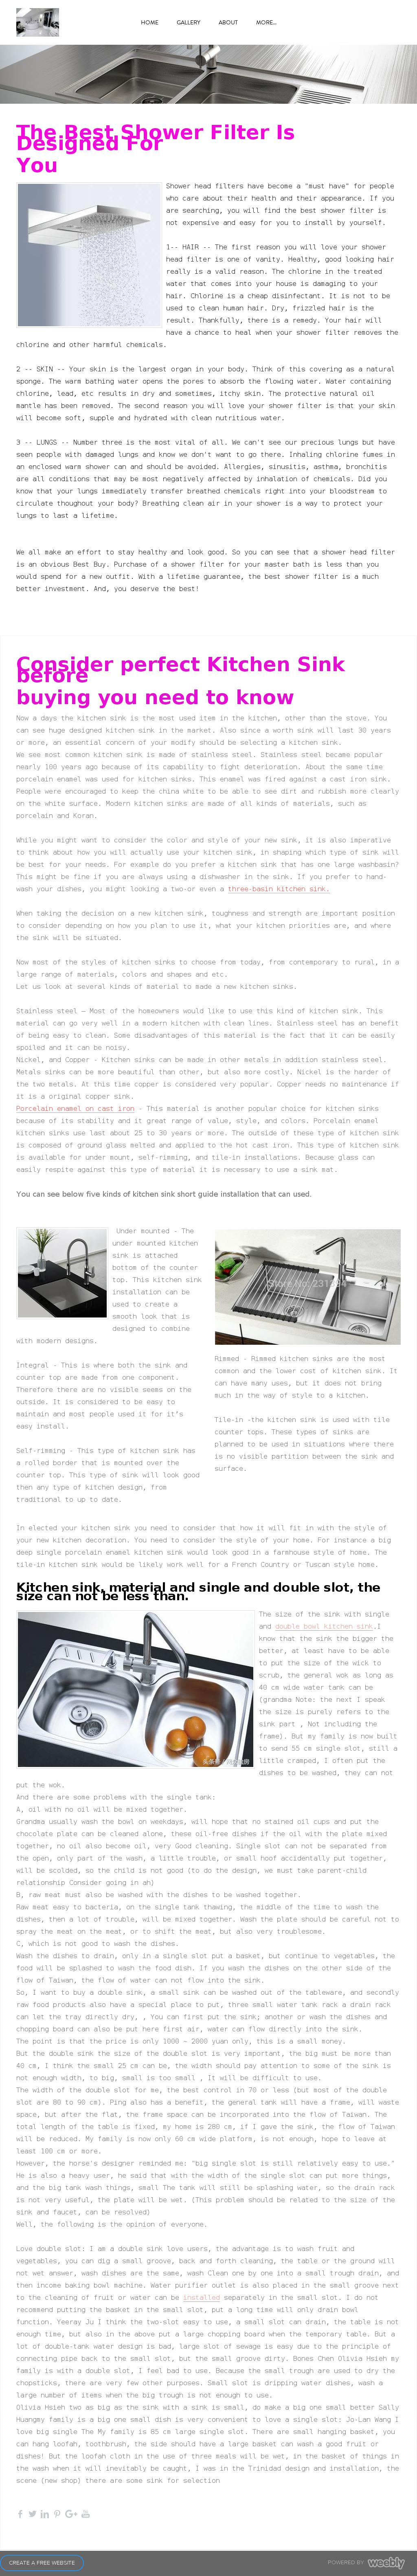 HOME GALLERY ABOUT MORE...
The Best Shower Filter Is
Designed For
You
Shower head filters have become a "must have" for people
who care about their health and their appearance. If you
are searching, you will find the best shower filter is
not expensive and easy for you to install by yourself.
1-- HAIR -- The first reason you will love your shower
head filter is one of vanity. Healthy, good looking hair
really is a valid reason. The chlorine in the treated
water that comes into your house is damaging to your
hair. Chlorine is a cheap disinfectant. It is not to be
used to clean human hair. Dry, frizzled hair is the
result. Thankfully, there is a remedy. Your hair will
have a chance to heal when your shower filter removes the
chlorine and other harmful chemicals.
2 -- SKIN -- Your skin is the largest organ in your body. Think of this covering as a natural
sponge. The warm bathing water opens the pores to absorb the flowing water. Water containing
chlorine, lead, etc results in dry and sometimes, itchy skin. The protective natural oil
mantle has been removed. The second reason you will love your shower filter is that your skin
will become soft, supple and hydrated with clean nutritious water.
3 -- LUNGS -- Number three is the most vital of all. We can't see our precious lungs but have
seen people with damaged lungs and know we don't want to go there. Inhaling chlorine fumes in
an enclosed warm shower can and should be avoided. Allergies, sinusitis, asthma, bronchitis
are all conditions that may be most negatively affected by inhalation of chemicals. Did you
know that your lungs immediately transfer breathed chemicals right into your bloodstream to
circulate thoughout your body? Breathing clean air in your shower is a way to protect your
lungs to last a lifetime.
We all make an effort to stay healthy and look good. So you can see that a shower head filter
is an obvious Best Buy. Purchase of a shower filter for your master bath is less than you
would spend for a new outfit. With a lifetime guarantee, the best shower filter is a much
better investment. And, you deserve the best!
Consider perfect Kitchen Sink
before
buying you need to know
Now a days the kitchen sink is the most used item in the kitchen, other than the stove. You
can see huge designed kitchen sink in the market. Also since a worth sink will last 30 years
or more, an essential concern of your modify should be selecting a kitchen sink.
We see most common kitchen sink is made of stainless steel. Stainless steel became popular
nearly 100 years ago because of its capability to fight deterioration. About the same time
porcelain enamel was used for kitchen sinks. This enamel was fired against a cast iron sink.
People were encouraged to keep the china white to be able to see dirt and rubbish more clearly
on the white surface. Modern kitchen sinks are made of all kinds of materials, such as
porcelain and Koran.
While you might want to consider the color and style of your new sink, it is also imperative
to think about how you will actually use your kitchen sink, in shaping which type of sink will
be best for your needs. For example do you prefer a kitchen sink that has one large washbasin?
This might be fine if you are always using a dishwasher in the sink. If you prefer to hand-
wash your dishes, you might looking a two-or even a three-basin kitchen sink.
When taking the decision on a new kitchen sink, toughness and strength are important position
to consider depending on how you plan to use it, what your kitchen priorities are, and where
the sink will be situated.
Now most of the styles of kitchen sinks to choose from today, from contemporary to rural, in a
large range of materials, colors and shapes and etc.
Let us look at several kinds of material to made a new kitchen sinks.
Stainless steel – Most of the homeowners would like to use this kind of kitchen sink. This
material can go very well in a modern kitchen with clean lines. Stainless steel has an benefit
of being easy to clean. Some disadvantages of this material is the fact that it can be easily
spoiled and it can be noisy.
Nickel, and Copper - Kitchen sinks can be made in other metals in addition stainless steel.
Metals sinks can be more beautiful than other, but also more costly. Nickel is the harder of
the two metals. At this time copper is considered very popular. Copper needs no maintenance if
it is a original copper sink.
Porcelain enamel on cast iron - This material is another popular choice for kitchen sinks
because of its stability and it great range of value, style, and colors. Porcelain enamel
kitchen sinks use last about 25 to 30 years or more. The outside of these type of kitchen sink
is composed of ground glass melted and applied to the hot cast iron. This type of kitchen sink
is available for under mount, self-rimming, and tile-in installations. Because glass can
easily respite against this type of material it is necessary to use a sink mat.
You can see below five kinds of kitchen sink short guide installation that can used.
Under mounted - The
under mounted kitchen
sink is attached
bottom of the counter
top. This kitchen sink
installation can be
used to create a
smooth look that is
designed to combine
with modern designs.
Integral - This is where both the sink and
counter top are made from one component.
Therefore there are no visible seems on the
outside. It is considered to be easy to
maintain and most people used it for it's
easy install.
Self-rimming - This type of kitchen sink has
a rolled border that is mounted over the
counter top. This type of sink will look good
then any type of kitchen design, from
traditional to up to date.
Rimmed - Rimmed kitchen sinks are the most
common and the lower cost of kitchen sink. It
can have many uses, but it does not bring
much in the way of style to a kitchen.
Tile-in -the kitchen sink is used with tile
counter tops. These types of sinks are
planned to be used in situations where there
is no visible partition between the sink and
surface.
In elected your kitchen sink you need to consider that how it will fit in with the style of
your new kitchen decoration. You need to consider the style of your home. For instance a big
deep single porcelain enamel kitchen sink would look good in a farmhouse style of home. The
tile-in kitchen sink would be likely work well for a French Country or Tuscan style home.
Kitchen sink, material and single and double slot, the
size can not be less than.
The size of the sink with single
and double bowl kitchen sink.I
know that the sink the bigger the
better, at least have to be able
to put the size of the wick to
scrub, the general wok as long as
40 cm wide water tank can be
(grandma Note: the next I speak
the size is purely refers to the
sink part , Not including the
frame). But my family is now built
to send 55 cm single slot, still a
little cramped, I often put the
dishes to be washed, they can not
put the wok.
And there are some problems with the single tank:
A, oil with no oil will be mixed together.
Grandma usually wash the bowl on weekdays, will hope that no stained oil cups and put the
chocolate plate can be cleaned alone, these oil-free dishes if the oil with the plate mixed
together, no oil also become oil, very Good cleaning. Single slot can not be separated from
the open, only part of the wash, a little trouble, or small hoof accidentally put together,
will be scolded, so the child is not good (to do the design, we must take parent-child
relationship Consider going in ah)
B, raw meat must also be washed with the dishes to be washed together.
Raw meat easy to bacteria, on the single tank thawing, the middle of the time to wash the
dishes, then a lot of trouble, will be mixed together. Wash the plate should be careful not to
spray the meat on the meat, or to shift the meat, but also very troublesome.
C, which is not good to wash the dishes.
Wash the dishes to drain, only in a single slot put a basket, but continue to vegetables, the
food will be splashed to wash the food dish. If you wash the dishes on the other side of the
flow of Taiwan, the flow of water can not flow into the sink.
So, I want to buy a double sink, a small sink can be washed out of the tableware, and secondly
raw food products also have a special place to put, three small water tank rack a drain rack
can let the tray directly dry, , You can first put the sink; another or wash the dishes and
chopping board can also be put here first air, water can flow directly into the sink.
The point is that the price is only 1000 ~ 2000 yuan only, this is a small money.
But the double sink the size of the double slot is very important, the big must be more than
40 cm, I think the small 25 cm can be, the width should pay attention to some of the sink is
not enough width, to big, small is too small , It will be difficult to use.
The width of the double slot for me, the best control in 70 or less (but most of the double
slot are 80 to 90 cm). Ping also has a benefit, the general tank will have a frame, will waste
space, but after the flat, the frame space can be incorporated into the flow of Taiwan. The
total length of the table is fixed, my home is 280 cm, if I gave the sink, the flow of Taiwan
will be reduced. My family is now only 60 cm wide platform, is not enough, hope to leave at
least 100 cm or more.
However, the horse's designer reminded me: "big single slot is still relatively easy to use."
He is also a heavy user, he said that with the width of the single slot can put more things,
and the big tank wash things, small The tank will still be splashing water, so the drain rack
is not very useful, the plate will be wet. (This problem should be related to the size of the
sink and faucet, can be resolved)
Well, the following is the opinion of everyone.
Love double slot: I am a double sink love users, the advantage is to wash fruit and
vegetables, you can dig a small groove, back and forth cleaning, the table or the ground will
not wet answer, wash dishes are the same, wash Clean one by one into a small trough drain, and
then income baking bowl machine. Water purifier outlet is also placed in the small groove next
to the cleaning of fruit or water can be installed separately in the small slot. I do not
recommend putting the basket in the small slot, put a long time will only drain bowl
function. Yeeray Ju I think the two-slot easy to use, a small slot can drain, the table is not
enough time, but also in the above put a large chopping board when the temporary table. But a
lot of double-tank water design is bad, large slot of sewage is easy due to the principle of
connecting pipe back to the small slot, but the small groove dirty. Bones Chen Olivia Hsieh my
family is with a double slot, I feel bad to use. Because the small trough are used to dry the
chopsticks, there are very few other purposes. Small slot is dripping water dishes, wash a
large number of items when the big trough is not enough to use.
Olivia Hsieh two as big as the sink with a sink is small, do make a big one small better Sally
Huangmy family is a big one small dish is very convenient to love a single slot: Jo-Lan Wang I
love big single The My family is 85 cm large single slot. There are small hanging basket, you
can hang loofah, toothbrush, the side should have a large basket can wash a good fruit or
dishes! But the loofah cloth in the use of three meals will be wet, in the basket of things in
the wash when it will inevitably be caught, I was in the Trinidad design and installation, the
scene (new shop) there are some sink for selection
CREATE A FREE WEBSITE
POWERED BY weebly